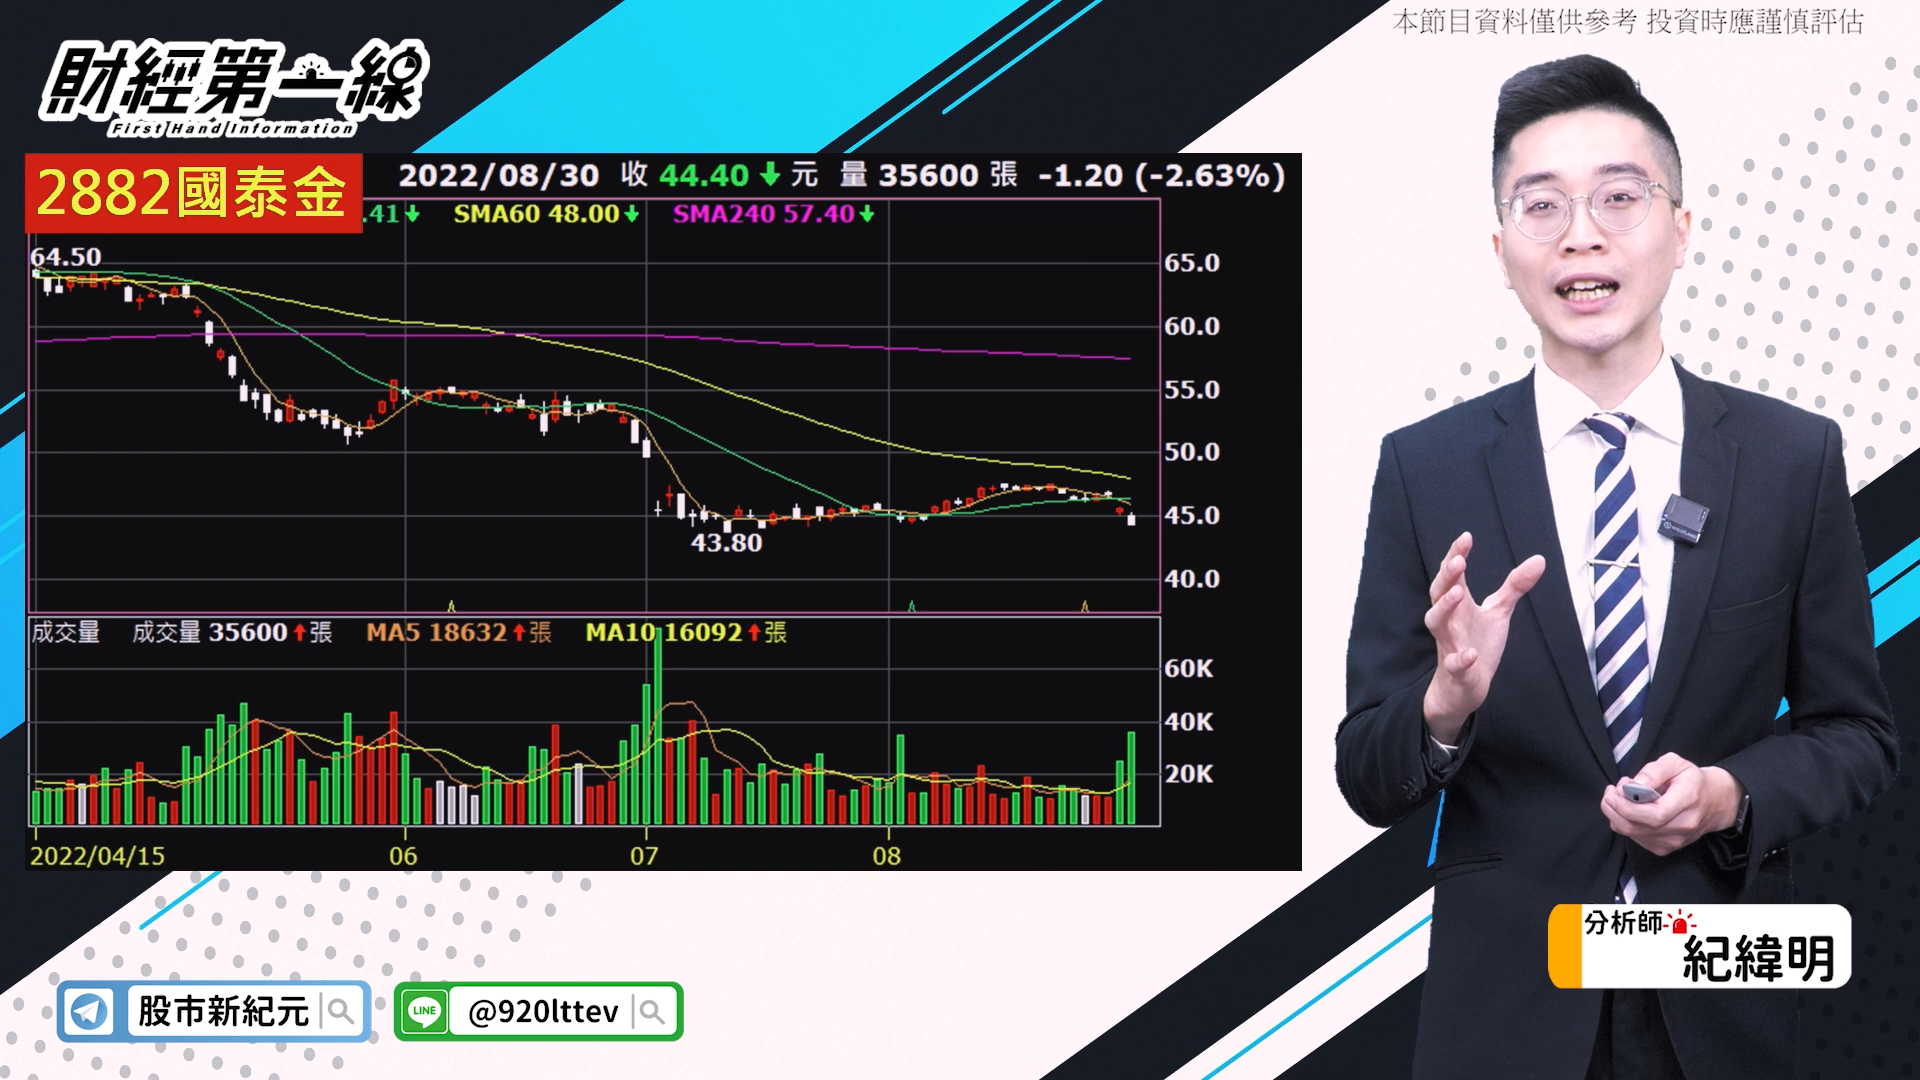 本節目資料僅供參考 投資時應謹慎評估
財經第一線
First Hand Information
2882國泰金
2022/08/30 收 44.40 元 量 35600 張 -1.20 (-2.63%)
.41 SMA60 48.00 SMA240 57.40
64.50
65.0
60.0
55.0
50.0
45.0
43.80
40.0
成交量 成交量 35600 張 MA5 18632 張 MA10 16092 張
60K
40K
20K
2022/04/15 06 07 08
分析師
紀緯明
股市新紀元
LINE @920lttev